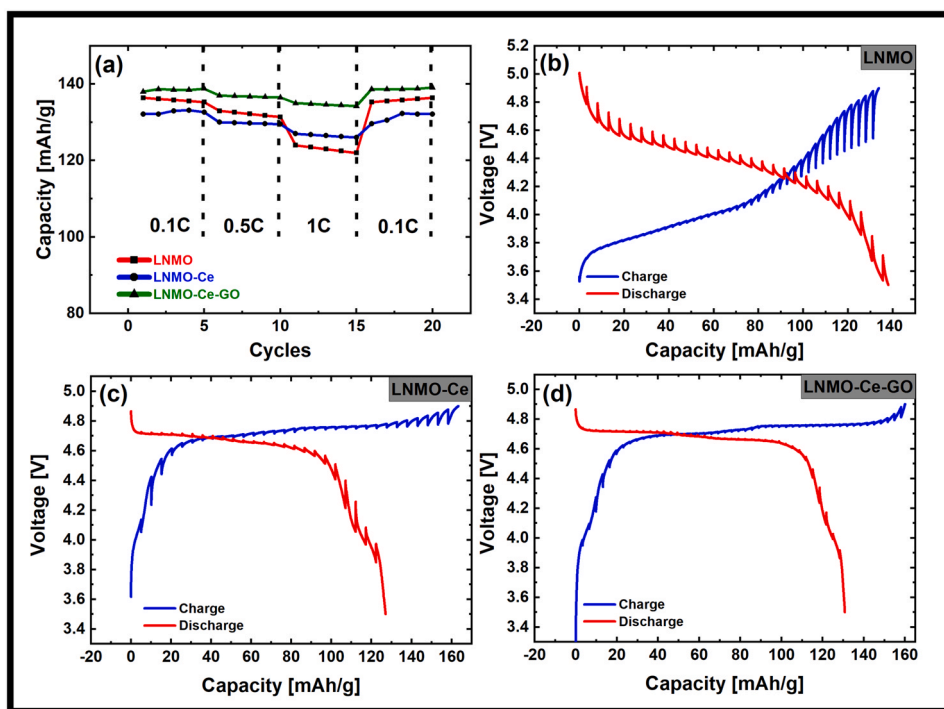 (a)
Capacity [mAh/g]
140
120
100
80
0.1C 0.5C 1C 0.1C
LNMO
LNMO-Ce
LNMO-Ce-GO
0 5 10 15 20
Cycles
(b)
LNMO
Voltage [V]
5.2
5.0
4.8
4.6
4.4
4.2
4.0
3.8
3.6
3.4
Charge
Discharge
-20 0 20 40 60 80 100 120 140
Capacity [mAh/g]
(c)
LNMO-Ce
Voltage [V]
5.0
4.8
4.6
4.4
4.2
4.0
3.8
3.6
3.4
Charge
Discharge
-20 0 20 40 60 80 100 120 140 160
Capacity [mAh/g]
(d)
LNMO-Ce-GO
Voltage [V]
5.0
4.8
4.6
4.4
4.2
4.0
3.8
3.6
3.4
Charge
Discharge
-20 0 20 40 60 80 100 120 140 160
Capacity [mAh/g]